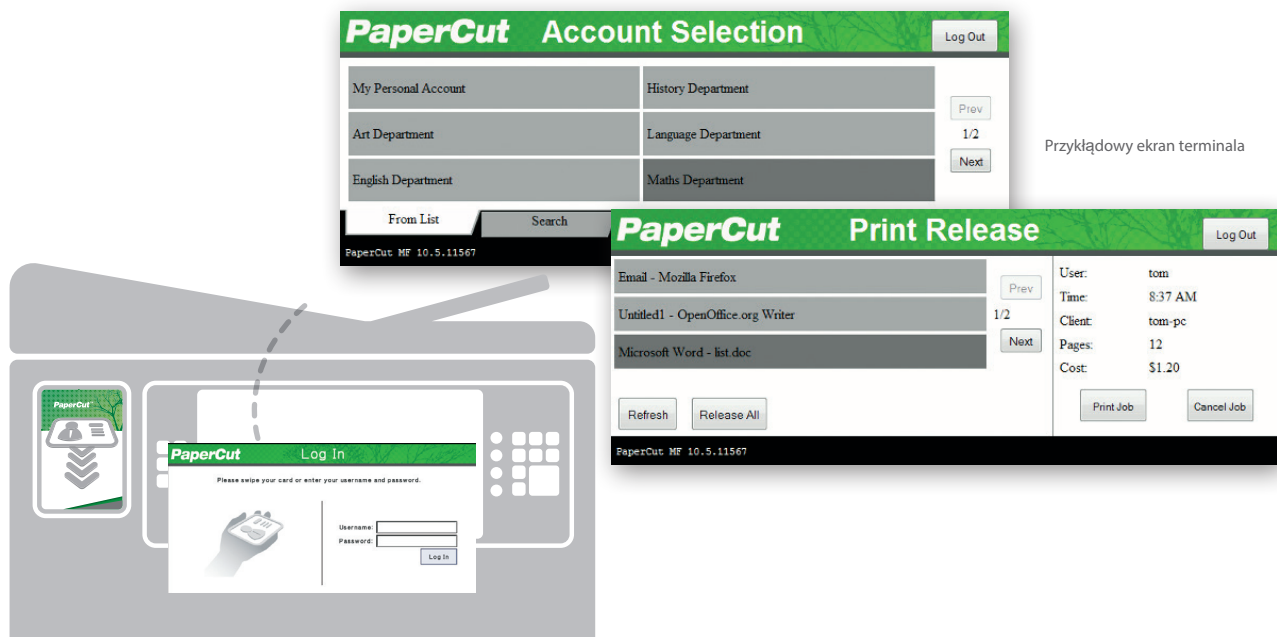 PaperCut Account Selection Log Out
My Personal Account History Department
Art Department Language Department
English Department Maths Department
Prev
1/2
Next
From List Search
PaperCut MF 10.5.11567
Przykłądowy ekran terminala
PaperCut Print Release Log Out
Email - Mozilla Firefox
Untitled1 - OpenOffice.org Writer
Microsoft Word - list.doc
Prev
1/2
Next
User: tom
Time: 8:37 AM
Client: tom-pc
Pages: 12
Cost: $1.20
Refresh Release All
Print Job Cancel Job
PaperCut MF 10.5.11567
PaperCut
PaperCut Log In
Please swipe your card or enter your username and password.
Username:
Password:
Log In